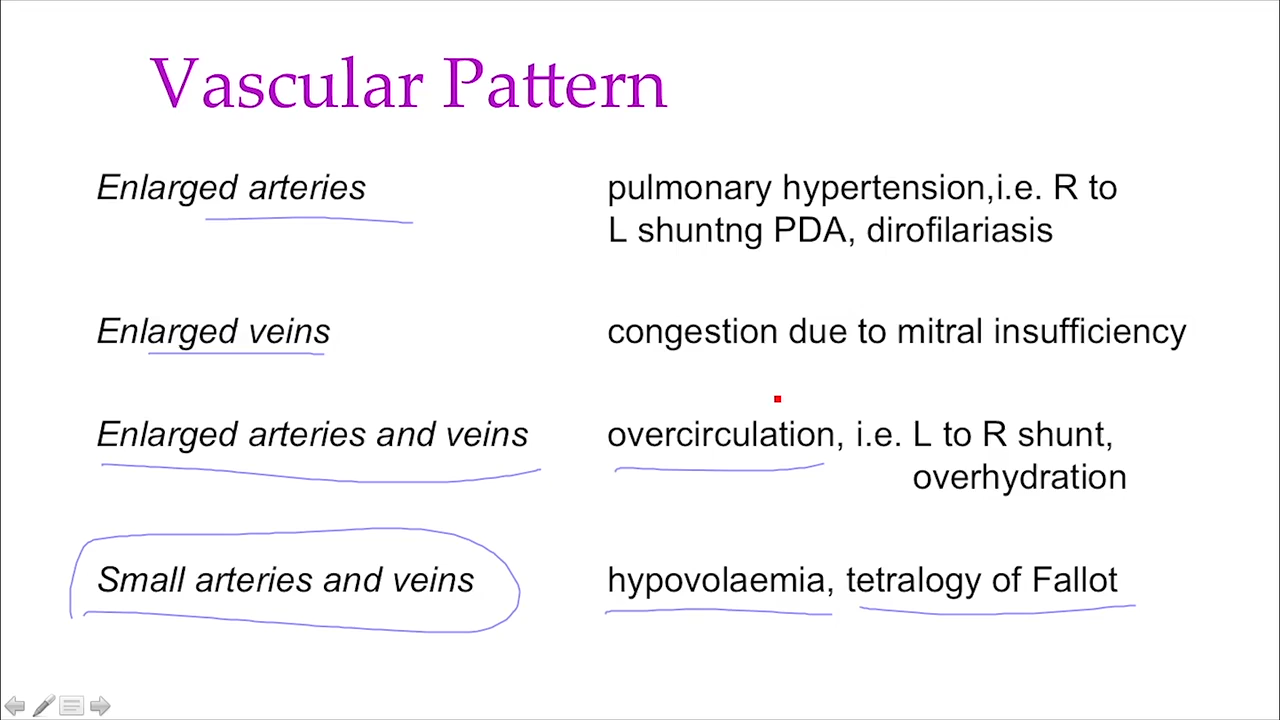 Vascular Pattern
Enlarged arteries
pulmonary hypertension,i.e. R to
L shuntng PDA, dirofilariasis
Enlarged veins
congestion due to mitral insufficiency
Enlarged arteries and veins
overcirculation, i.e. L to R shunt,
overhydration
Small arteries and veins
hypovolaemia, tetralogy of Fallot